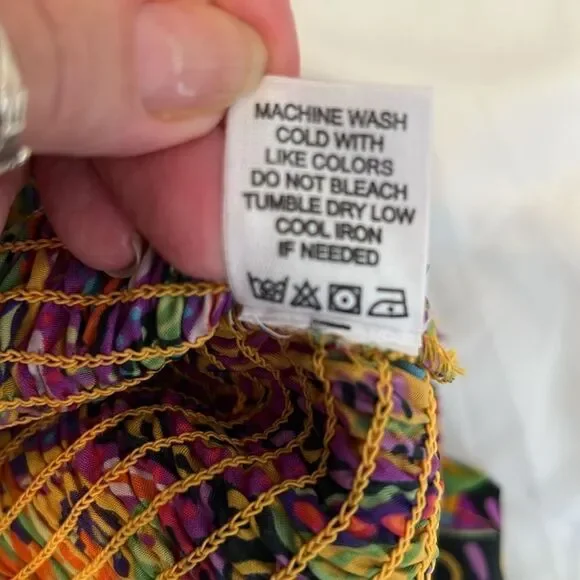 MACHINE WASH
COLD WITH
LIKE COLORS
DO NOT BLEACH
TUMBLE DRY LOW
COOL IRON
IF NEEDED